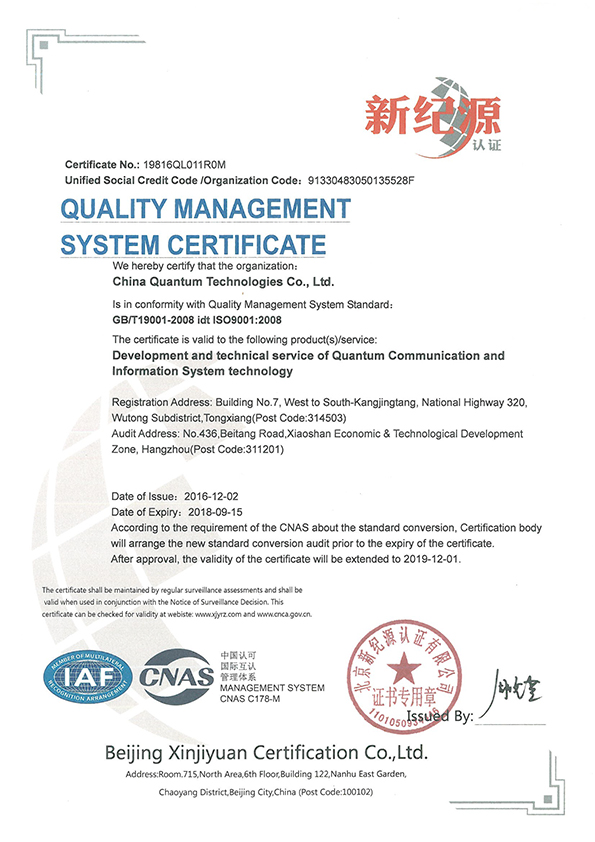 新纪源
认证
Certificate No.: 19816QL011R0M
Unified Social Credit Code /Organization Code：91330483050135528F
QUALITY MANAGEMENT
SYSTEM CERTIFICATE
We hereby certify that the organization:
China Quantum Technologies Co., Ltd.
Is in conformity with Quality Management System Standard:
GB/T19001-2008 idt ISO9001:2008
The certificate is valid to the following product(s)/service:
Development and technical service of Quantum Communication and
Information System technology
Registration Address: Building No.7, West to South-Kangjingtang, National Highway 320,
Wutong Subdistrict,Tongxiang(Post Code:314503)
Audit Address: No.436,Beitang Road,Xiaoshan Economic & Technological Development
Zone, Hangzhou(Post Code:311201)
Date of Issue：2016-12-02
Date of Expiry：2018-09-15
According to the requirement of the CNAS about the standard conversion, Certification body
will arrange the new standard conversion audit prior to the expiry of the certificate.
After approval, the validity of the certificate will be extended to 2019-12-01.
The certificate shall be maintained by regular surveillance assessments and shall be
valid when used in conjunction with the Notice of Surveillance Decision. This
certificate can be checked for validity at webiste: www.xjyrz.com and www.cnca.gov.cn.
MEMBER OF MULTILATERAL
IAF
RECOGNITION ARRANGEMENT
CNAS
中国认可
国际互认
管理体系
MANAGEMENT SYSTEM
CNAS C178-M
北京新纪源认证有限公司
证书专用章
Issued By:
Beijing Xinjiyuan Certification Co.,Ltd.
Address:Room.715,North Area,6th Floor,Building 122,Nanhu East Garden,
Chaoyang District,Beijing City,China (Post Code:100102)